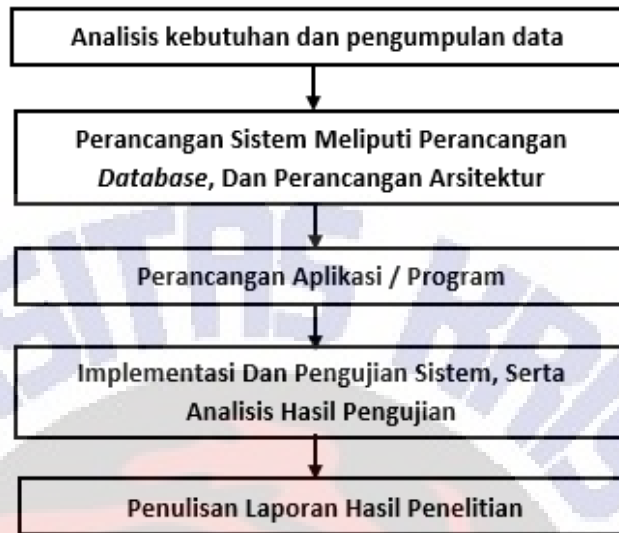 Analisis kebutuhan dan pengumpulan data
Perancangan Sistem Meliputi Perancangan
Database, Dan Perancangan Arsitektur
Perancangan Aplikasi / Program
Implementasi Dan Pengujian Sistem, Serta
Analisis Hasil Pengujian
Penulisan Laporan Hasil Penelitian